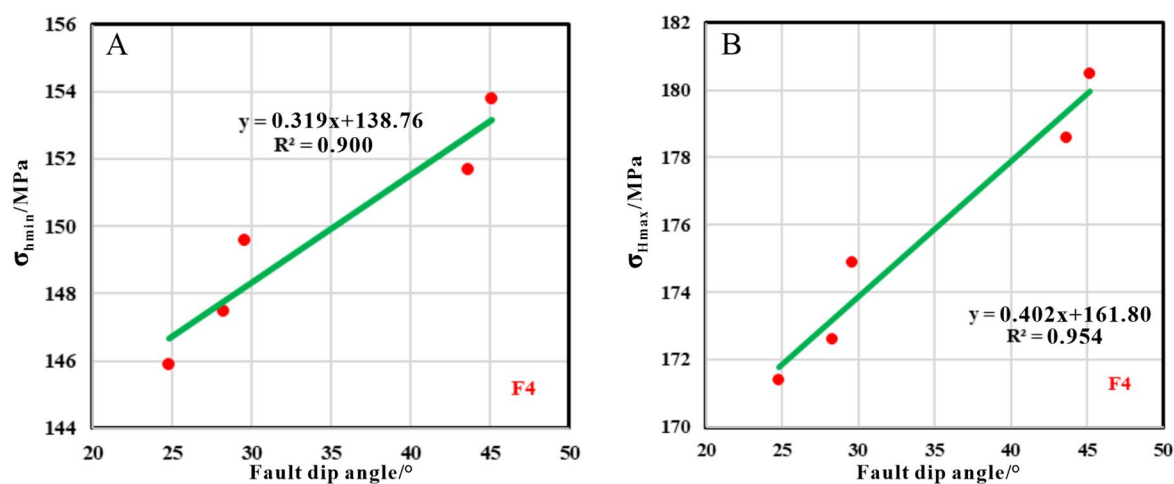 A
156
154
152
150
148
146
144
σhmin/MPa
y = 0.319x+138.76
R² = 0.900
F4
20
25
30
35
40
45
50
Fault dip angle/°
B
182
180
178
176
174
172
170
σHmax/MPa
y = 0.402x+161.80
R² = 0.954
F4
20
25
30
35
40
45
50
Fault dip angle/°